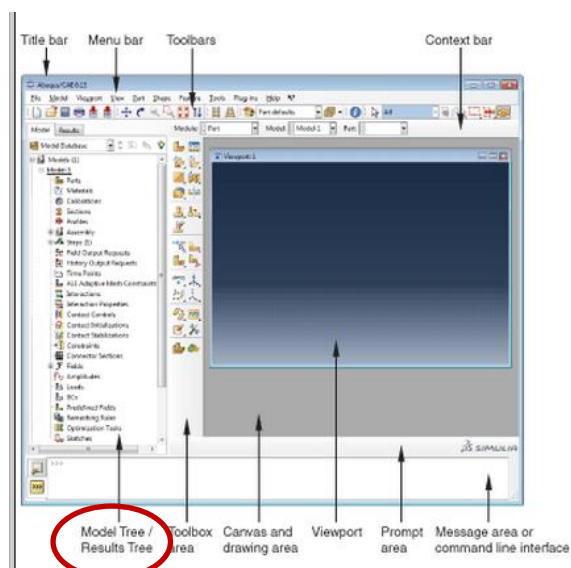 Title bar Menu bar Toolbars Context bar
Abaqus/CAE 6.13
File Model Viewport View Part Shape Feature Tools Plug-ins Help
Part defaults All
Model Results Module: Part Model: Model-1 Part:
Model Database Viewport: 1
Models (1)
Model-1
Parts
Materials
Calibrations
Sections
Profiles
Assembly
Steps (1)
Field Output Requests
History Output Requests
Time Points
ALE Adaptive Mesh Constraints
Interactions
Interaction Properties
Contact Controls
Contact Initializations
Contact Stabilizations
Constraints
Connector Sections
Fields
Amplitudes
Loads
BCs
Predefined Fields
Remeshing Rules
Optimization Tasks
Sketches
SIMULIA
>>>
>>>
Model Tree / Toolbox Canvas and Viewport Prompt Message area or
Results Tree area drawing area area command line interface